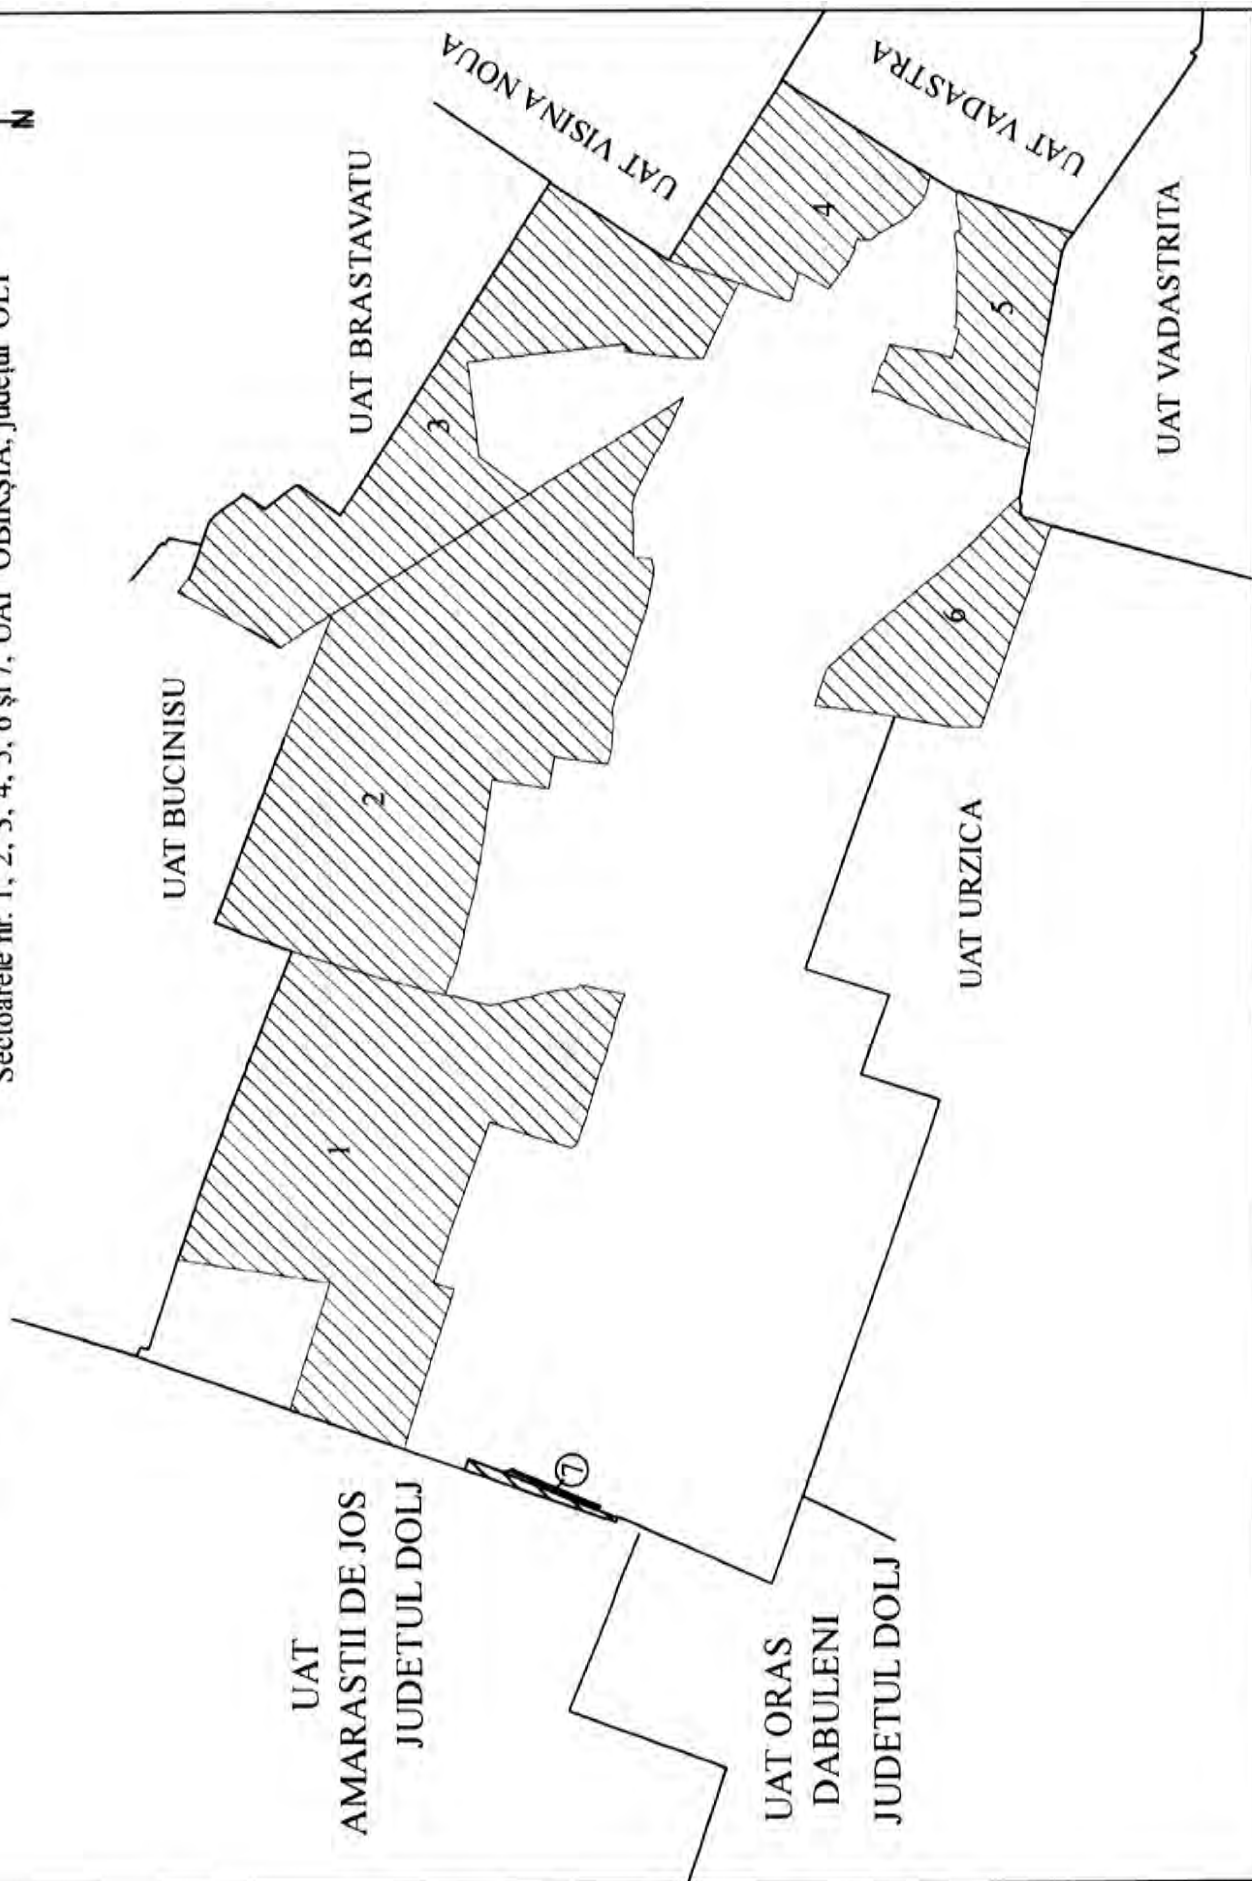 Sectoarele nr. 1, 2, 3, 4, 5, 6 și 7, UAT OBÎRȘIA, județul OLT
N
UAT BUCINISU
UAT BRASTAVATU
UAT VISINA NOUA
UAT VADASTRA
UAT VADASTRITA
UAT URZICA
UAT
AMARASTII DE JOS
JUDETUL DOLJ
UAT ORAS
DABULENI
JUDETUL DOLJ
1
2
3
4
5
6
7